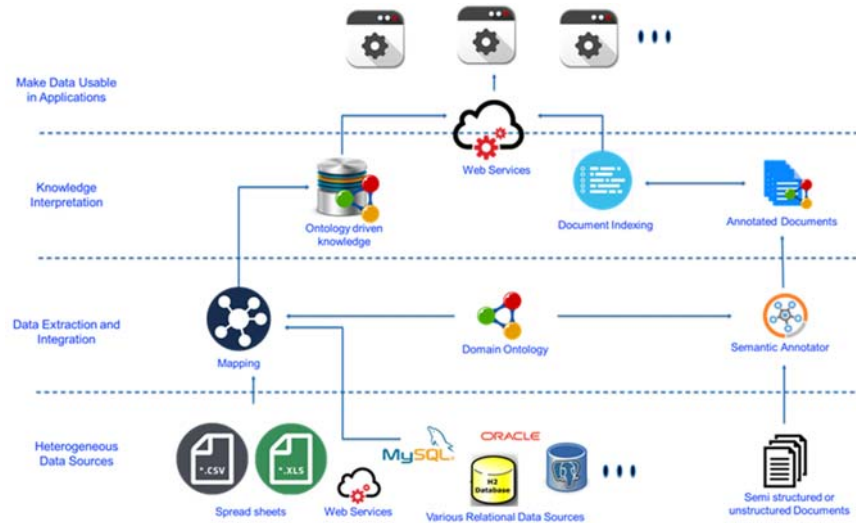 Make Data Usable
in Applications
Web Services
Knowledge
Interpretation
Ontology driven
knowledge
Document Indexing
Annotated Documents
Data Extraction and
Integration
Mapping
Domain Ontology
Semantic Annotator
Heterogeneous
Data Sources
*.CSV
*.XLS
MySQL
ORACLE
H2
Database
Spread sheets
Web Services
Various Relational Data Sources
Semi structured or
unstructured Documents